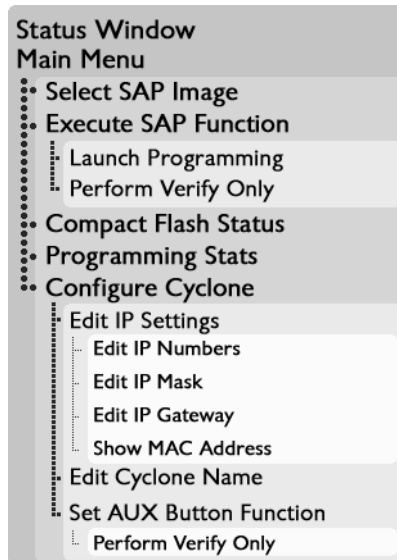 Status Window
Main Menu
Select SAP Image
Execute SAP Function
Launch Programming
Perform Verify Only
Compact Flash Status
Programming Stats
Configure Cyclone
Edit IP Settings
Edit IP Numbers
Edit IP Mask
Edit IP Gateway
Show MAC Address
Edit Cyclone Name
Set AUX Button Function
Perform Verify Only